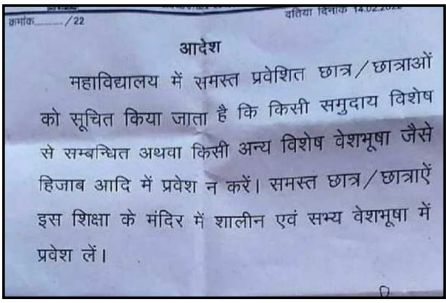 क्रमांक........../22 दतिया दिनांक 14.02.2022
आदेश
महाविद्यालय में समस्त प्रवेशित छात्र/छात्राओं
को सूचित किया जाता है कि किसी समुदाय विशेष
से सम्बन्धित अथवा किसी अन्य विशेष वेशभूषा जैसे
हिजाब आदि में प्रवेश न करें। समस्त छात्र/छात्राऐं
इस शिक्षा के मंदिर में शालीन एवं सभ्य वेशभूषा में
प्रवेश लें।